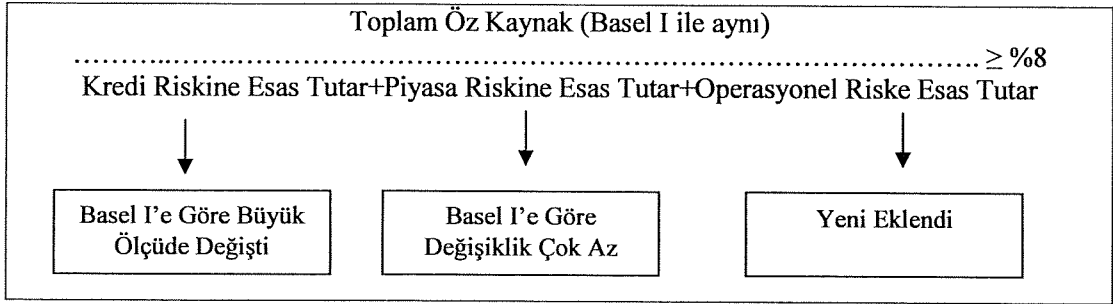 Toplam Öz Kaynak (Basel I ile aynı)
........................................................................................................ ≥ %8
Kredi Riskine Esas Tutar+Piyasa Riskine Esas Tutar+Operasyonel Riske Esas Tutar
Basel I'e Göre Büyük
Ölçüde Değişti
Basel I'e Göre
Değişiklik Çok Az
Yeni Eklendi